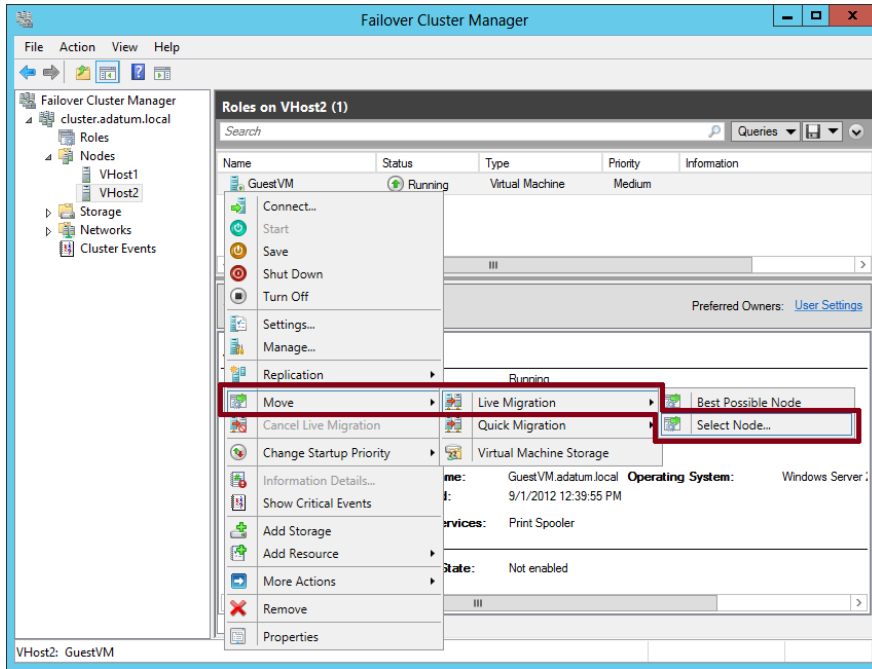 Failover Cluster Manager
File Action View Help
Failover Cluster Manager
cluster.adatum.local
Roles
Nodes
VHost1
VHost2
Storage
Networks
Cluster Events
Roles on VHost2 (1)
Search
Queries
Name Status Type Priority Information
GuestVM Running Virtual Machine Medium
Preferred Owners: User Settings
Connect...
Start
Save
Shut Down
Turn Off
Settings...
Manage...
Replication
Running
Move
Live Migration
Best Possible Node
Cancel Live Migration
Quick Migration
Select Node...
Change Startup Priority
Virtual Machine Storage
Information Details...
me: GuestVM.adatum.local Operating System: Windows Server
Show Critical Events
d: 9/1/2012 12:39:55 PM
Add Storage
ervices: Print Spooler
Add Resource
State: Not enabled
More Actions
Remove
Properties
VHost2: GuestVM